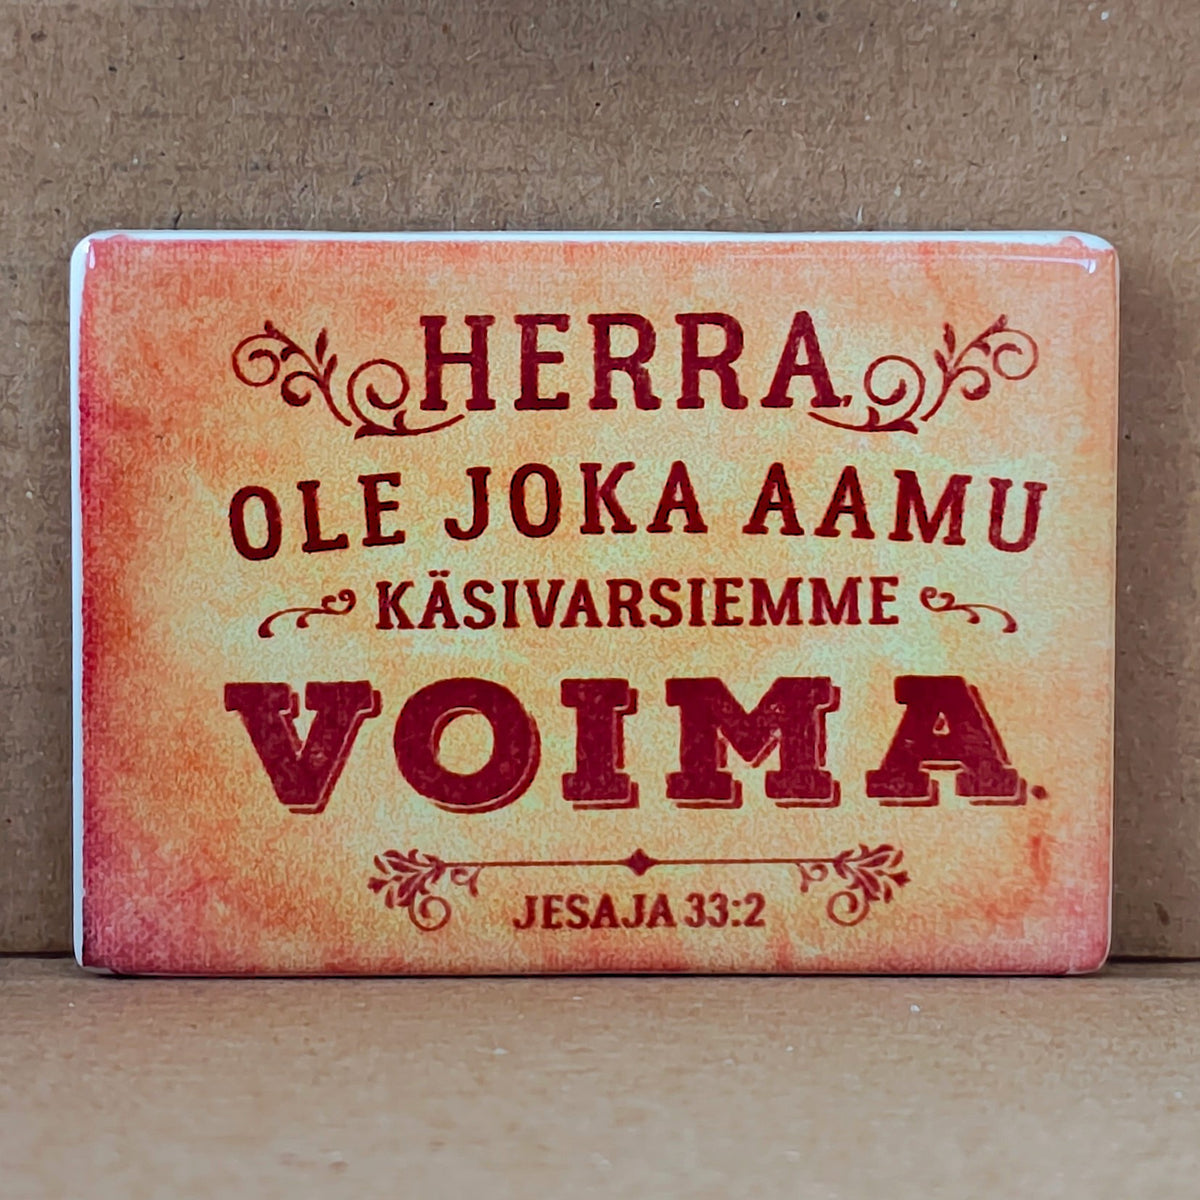 HERRA,
OLE JOKA AAMU
KÄSIVARSIEMME
VOIMA.
JESAJA 33:2